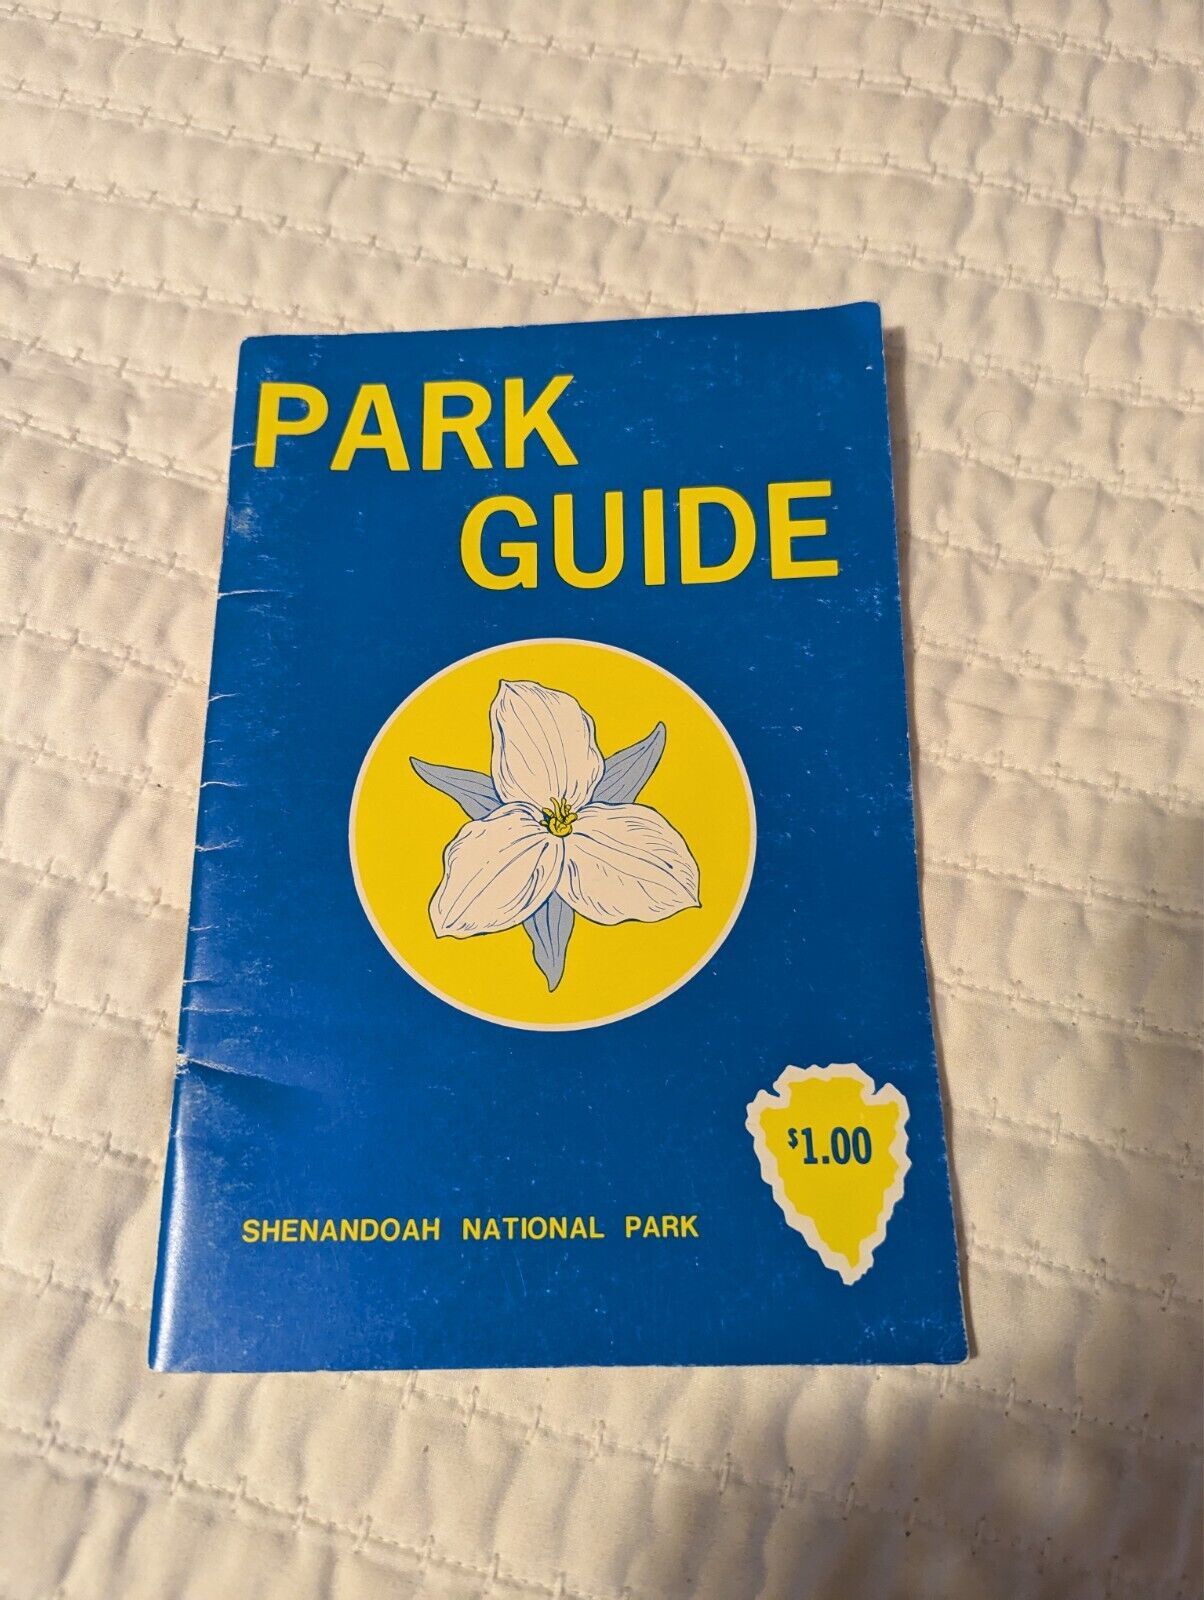 PARK
GUIDE
$1.00
SHENANDOAH NATIONAL PARK